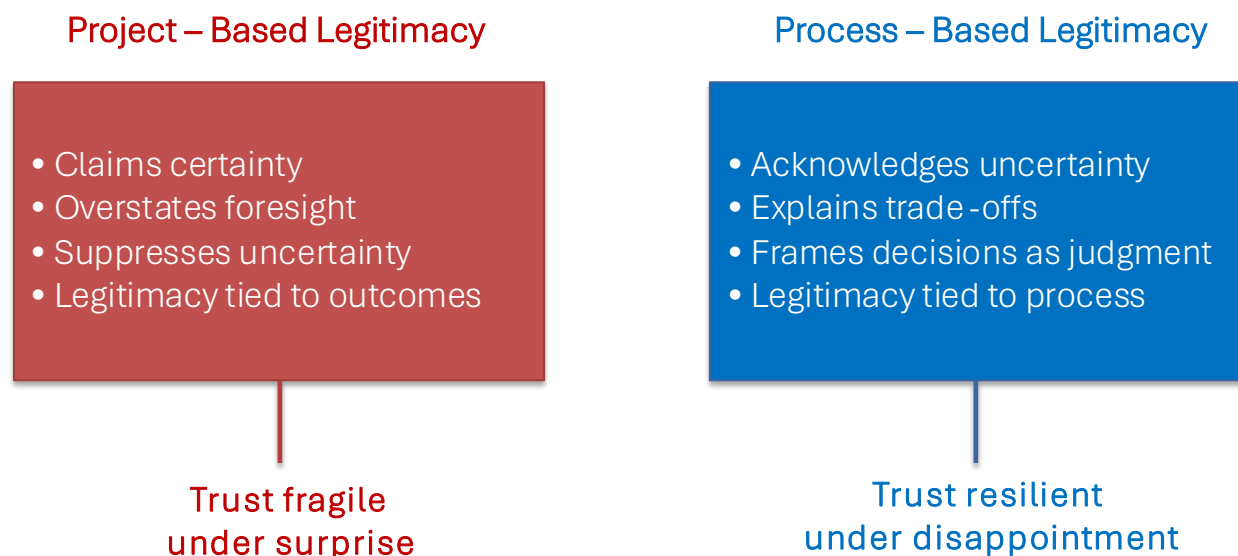 Project – Based Legitimacy
• Claims certainty
• Overstates foresight
• Suppresses uncertainty
• Legitimacy tied to outcomes
Trust fragile
under surprise
Process – Based Legitimacy
• Acknowledges uncertainty
• Explains trade-offs
• Frames decisions as judgment
• Legitimacy tied to process
Trust resilient
under disappointment